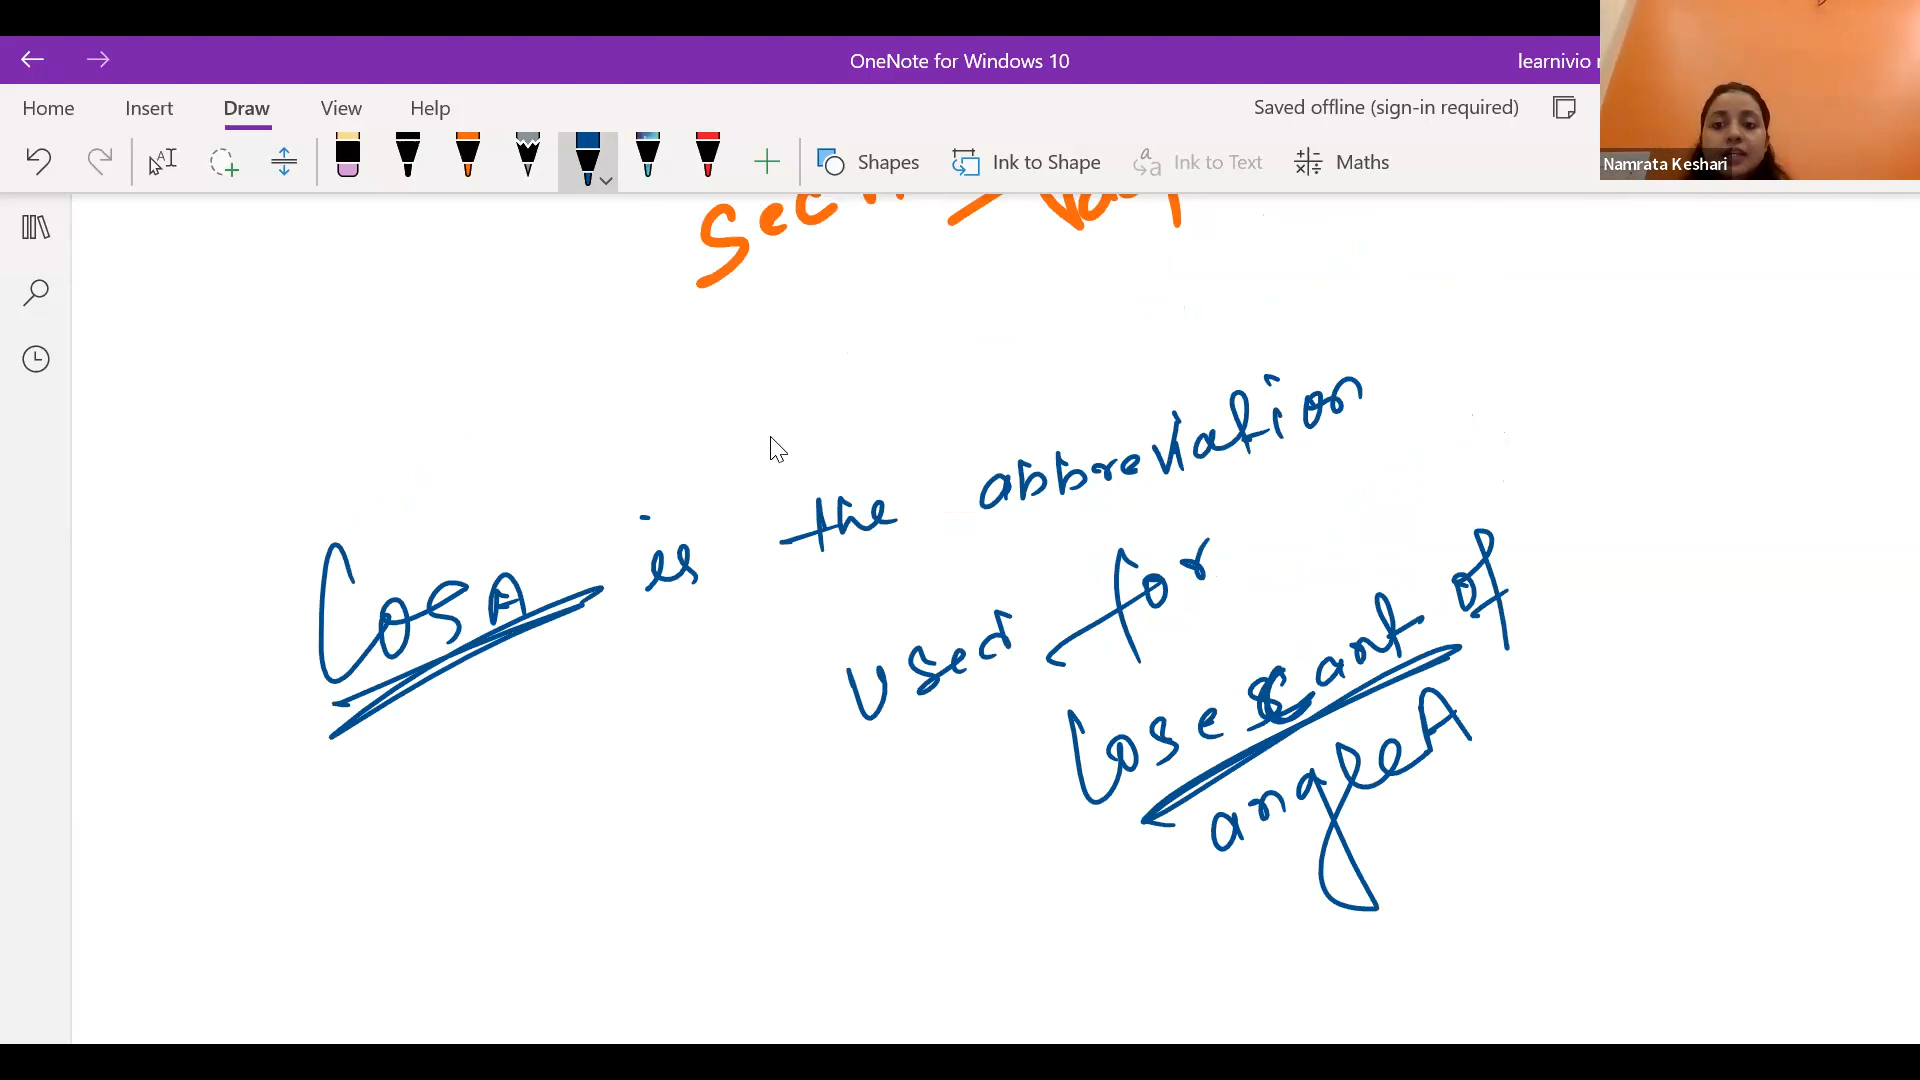 OneNote for Windows 10
learnivio
Home Insert Draw View Help
Saved offline (sign-in required)
Shapes Ink to Shape Ink to Text Maths
Namrata Keshari
Sec
CosA is the abbreviation
used for
Cosecant of
angle A